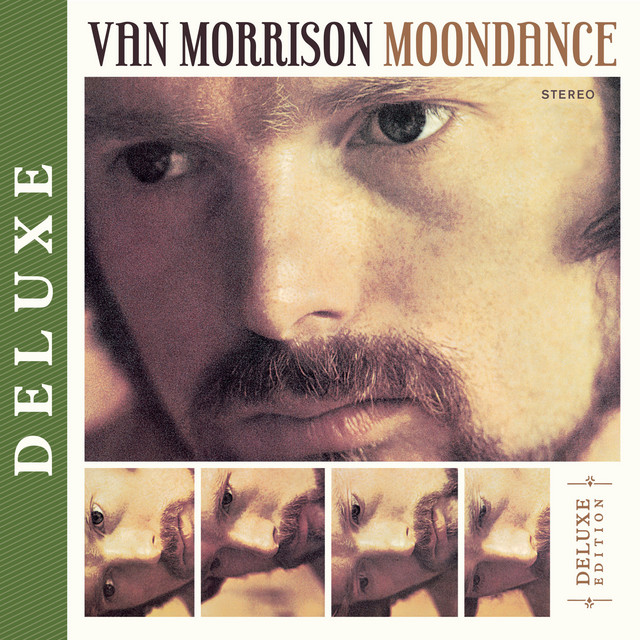 VAN MORRISON MOONDANCE
STEREO
DELUXE
DELUXE
EDITION